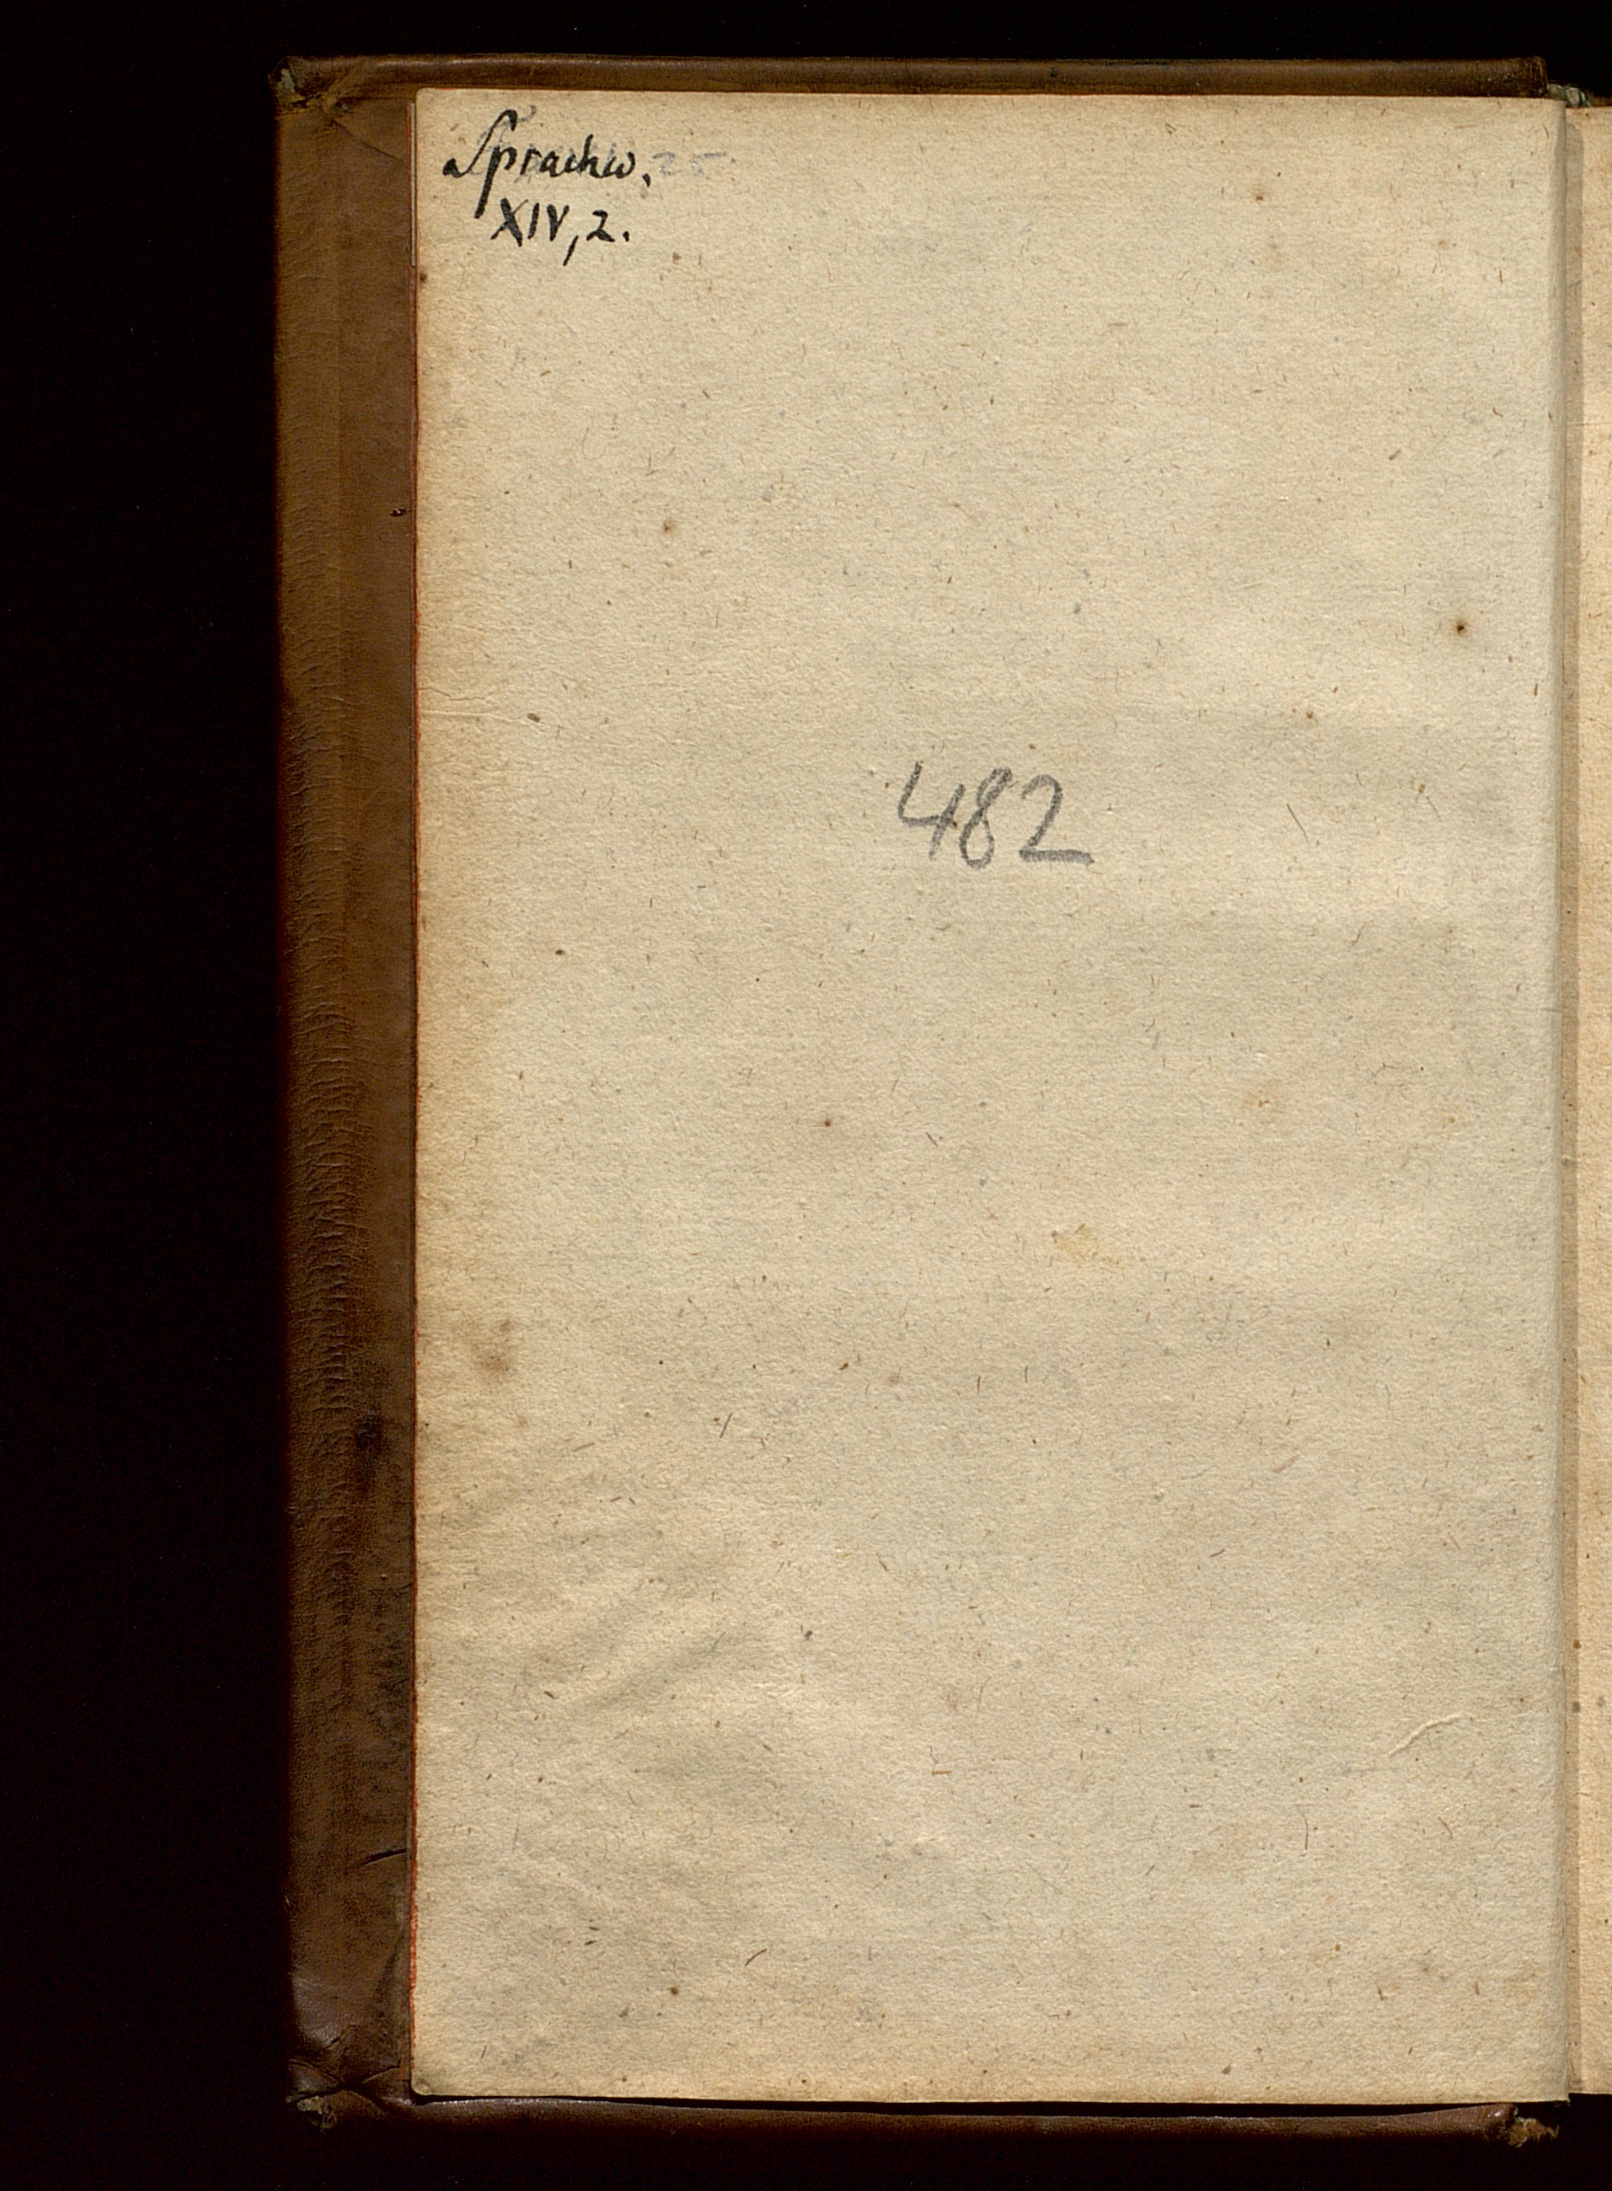 Sprachw.
XIV, 2.
482